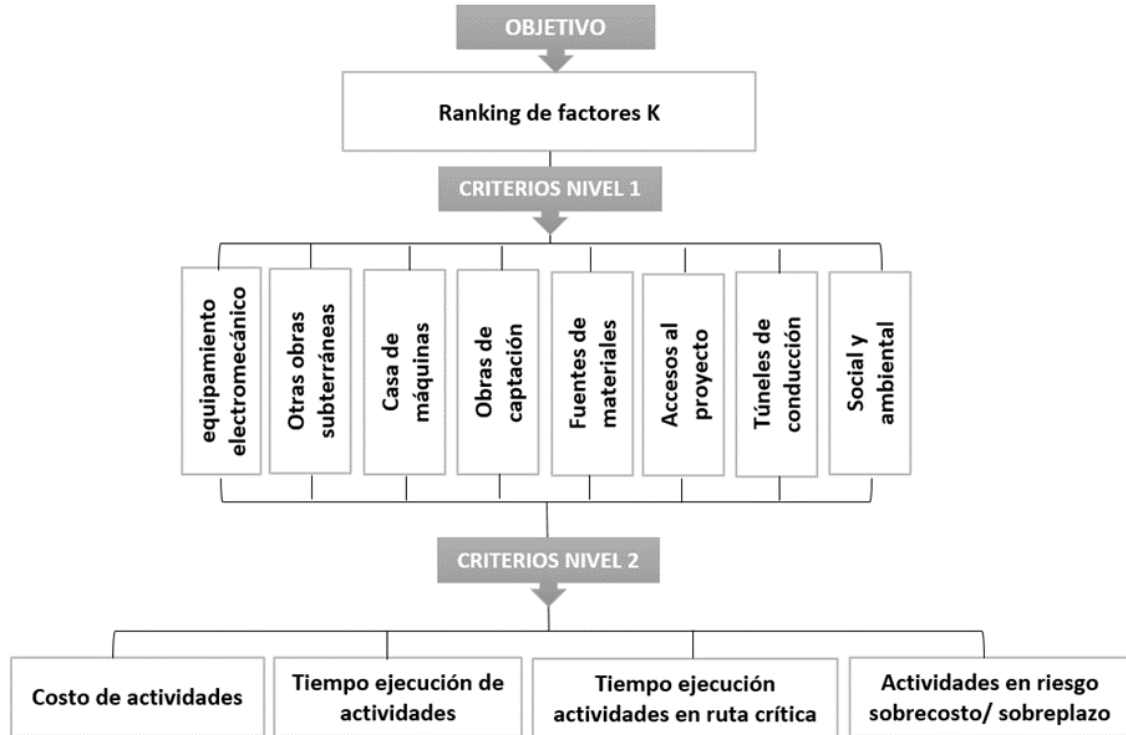 OBJETIVO
Ranking de factores K
CRITERIOS NIVEL 1
equipamiento
electromecánico
Otras obras
subterráneas
Casa de
máquinas
Obras de
captación
Fuentes de
materiales
Accesos al
proyecto
Túneles de
conducción
Social y
ambiental
CRITERIOS NIVEL 2
Costo de actividades
Tiempo ejecución de
actividades
Tiempo ejecución
actividades en ruta crítica
Actividades en riesgo
sobrecosto/ sobreplazo